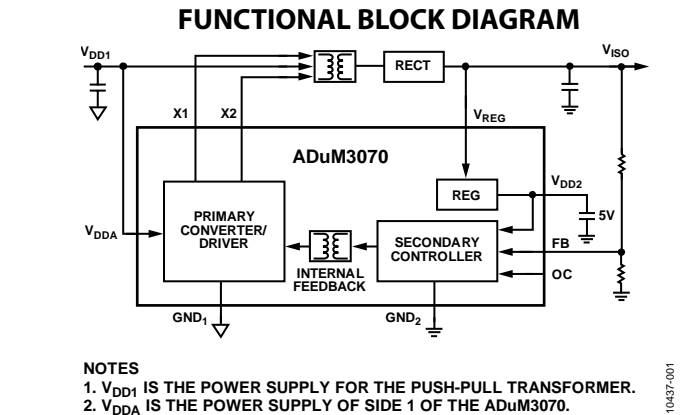 FUNCTIONAL BLOCK DIAGRAM
VDD1
VISO
RECT
X1
X2
VREG
ADuM3070
REG
VDD2
5V
PRIMARY
CONVERTER/
DRIVER
VDDA
INTERNAL
FEEDBACK
SECONDARY
CONTROLLER
FB
OC
GND1
GND2
NOTES
1. VDD1 IS THE POWER SUPPLY FOR THE PUSH-PULL TRANSFORMER.
2. VDDA IS THE POWER SUPPLY OF SIDE 1 OF THE ADuM3070.
10437-001